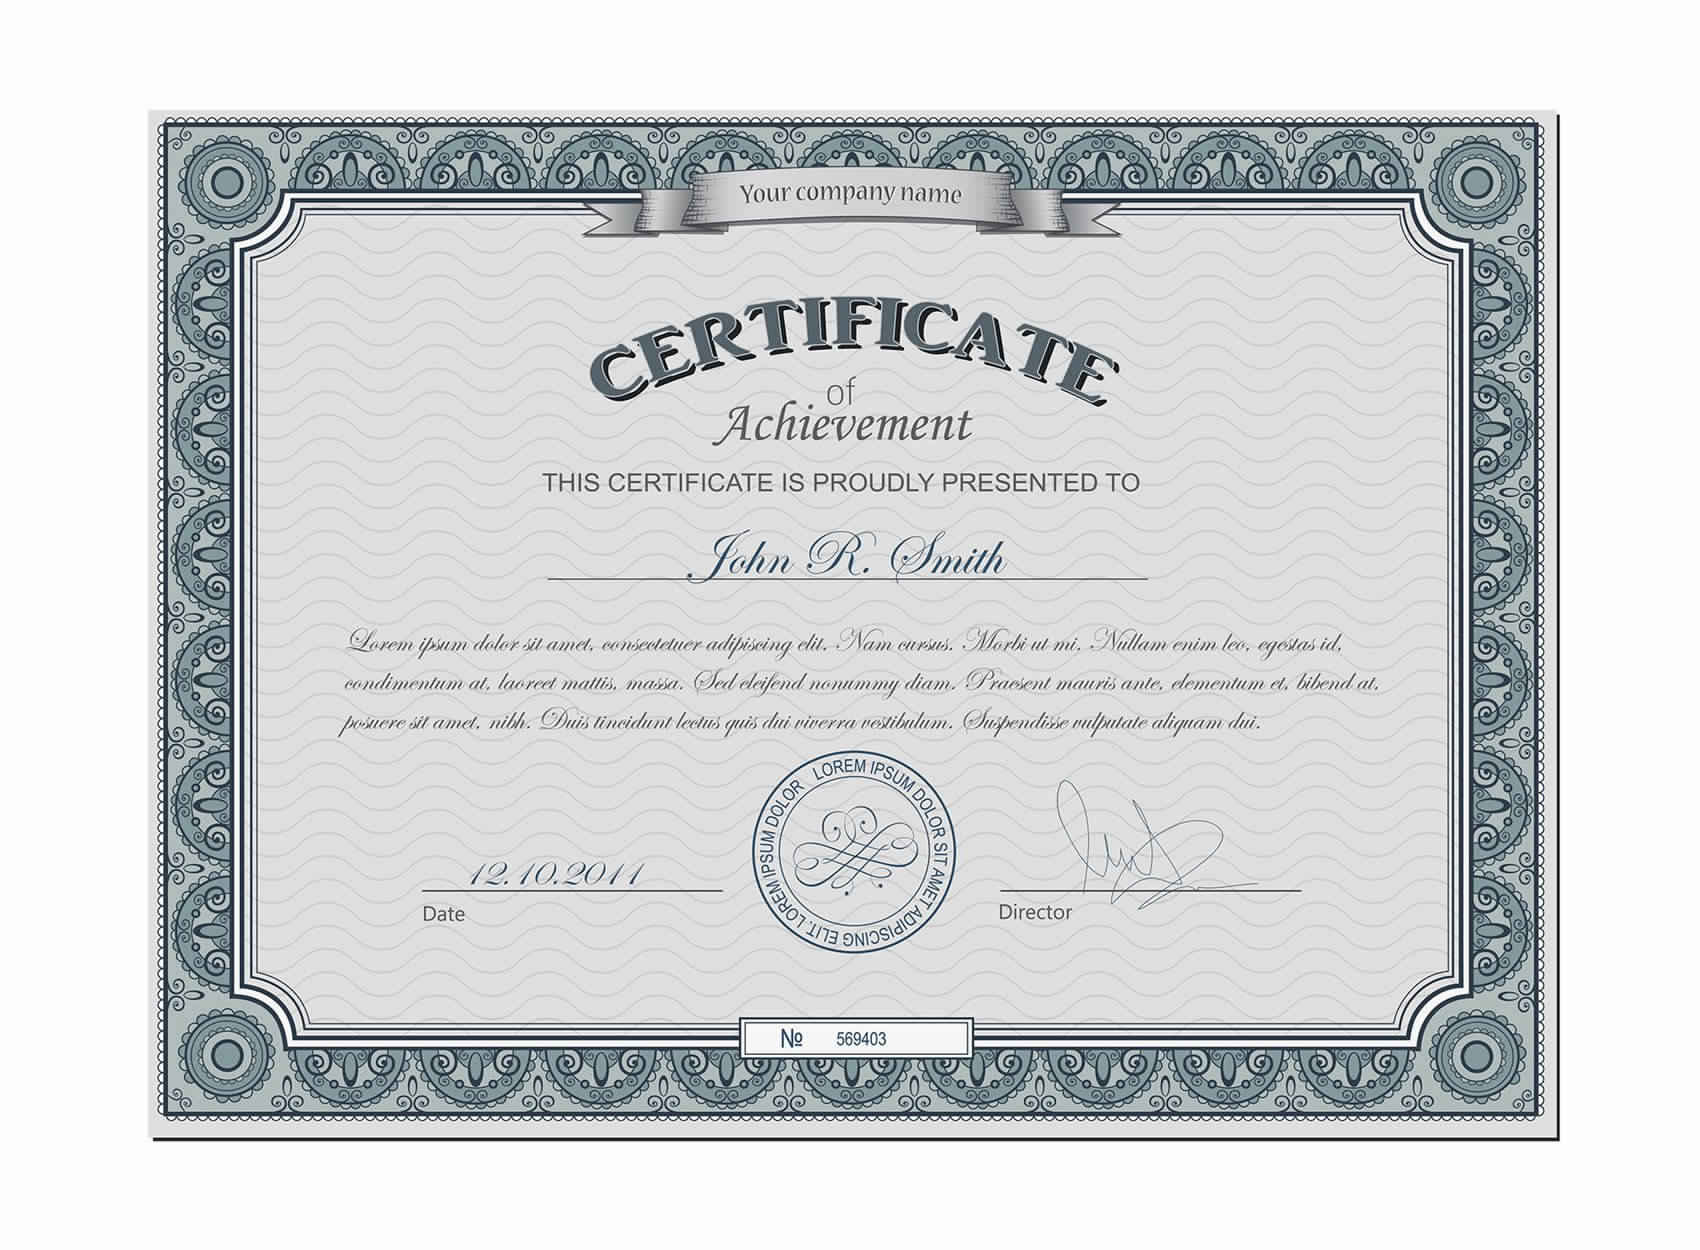 Your company name
CERTIFICATE
of
Achievement
THIS CERTIFICATE IS PROUDLY PRESENTED TO
John R. Smith
Lorem ipsum dolor sit amet, consectetuer adipiscing elit. Nam cursus. Morbi ut mi. Nullam enim leo, egestas id,
condimentum at, laoreet mattis, massa. Sed eleifend nonummy diam. Praesent mauris ante, elementum et, bibend at,
posuere sit amet, nibh. Duis tincidunt lectus quis dui viverra vestibulum. Suspendisse vulputate aliquam dui.
LOREM IPSUM DOLOR SIT AMET ADIPISCING ELIT. LOREM IPSUM DOLOR
12.10.2011
Date
Director
№ 569403